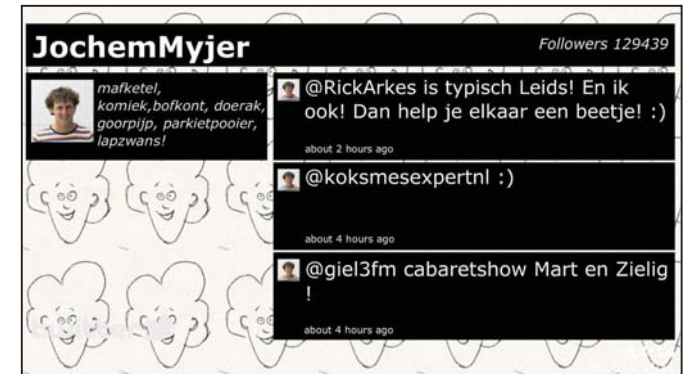 JochemMyjer
Followers 129439
mafketel,
komiek,bofkont, doerak,
goorpijp, parkietpooier,
lapzwans!
@RickArkes is typisch Leids! En ik
ook! Dan help je elkaar een beetje! :)
about 2 hours ago
@koksmesexpertnl :)
about 4 hours ago
@giel3fm cabaretshow Mart en Zielig
!
about 4 hours ago